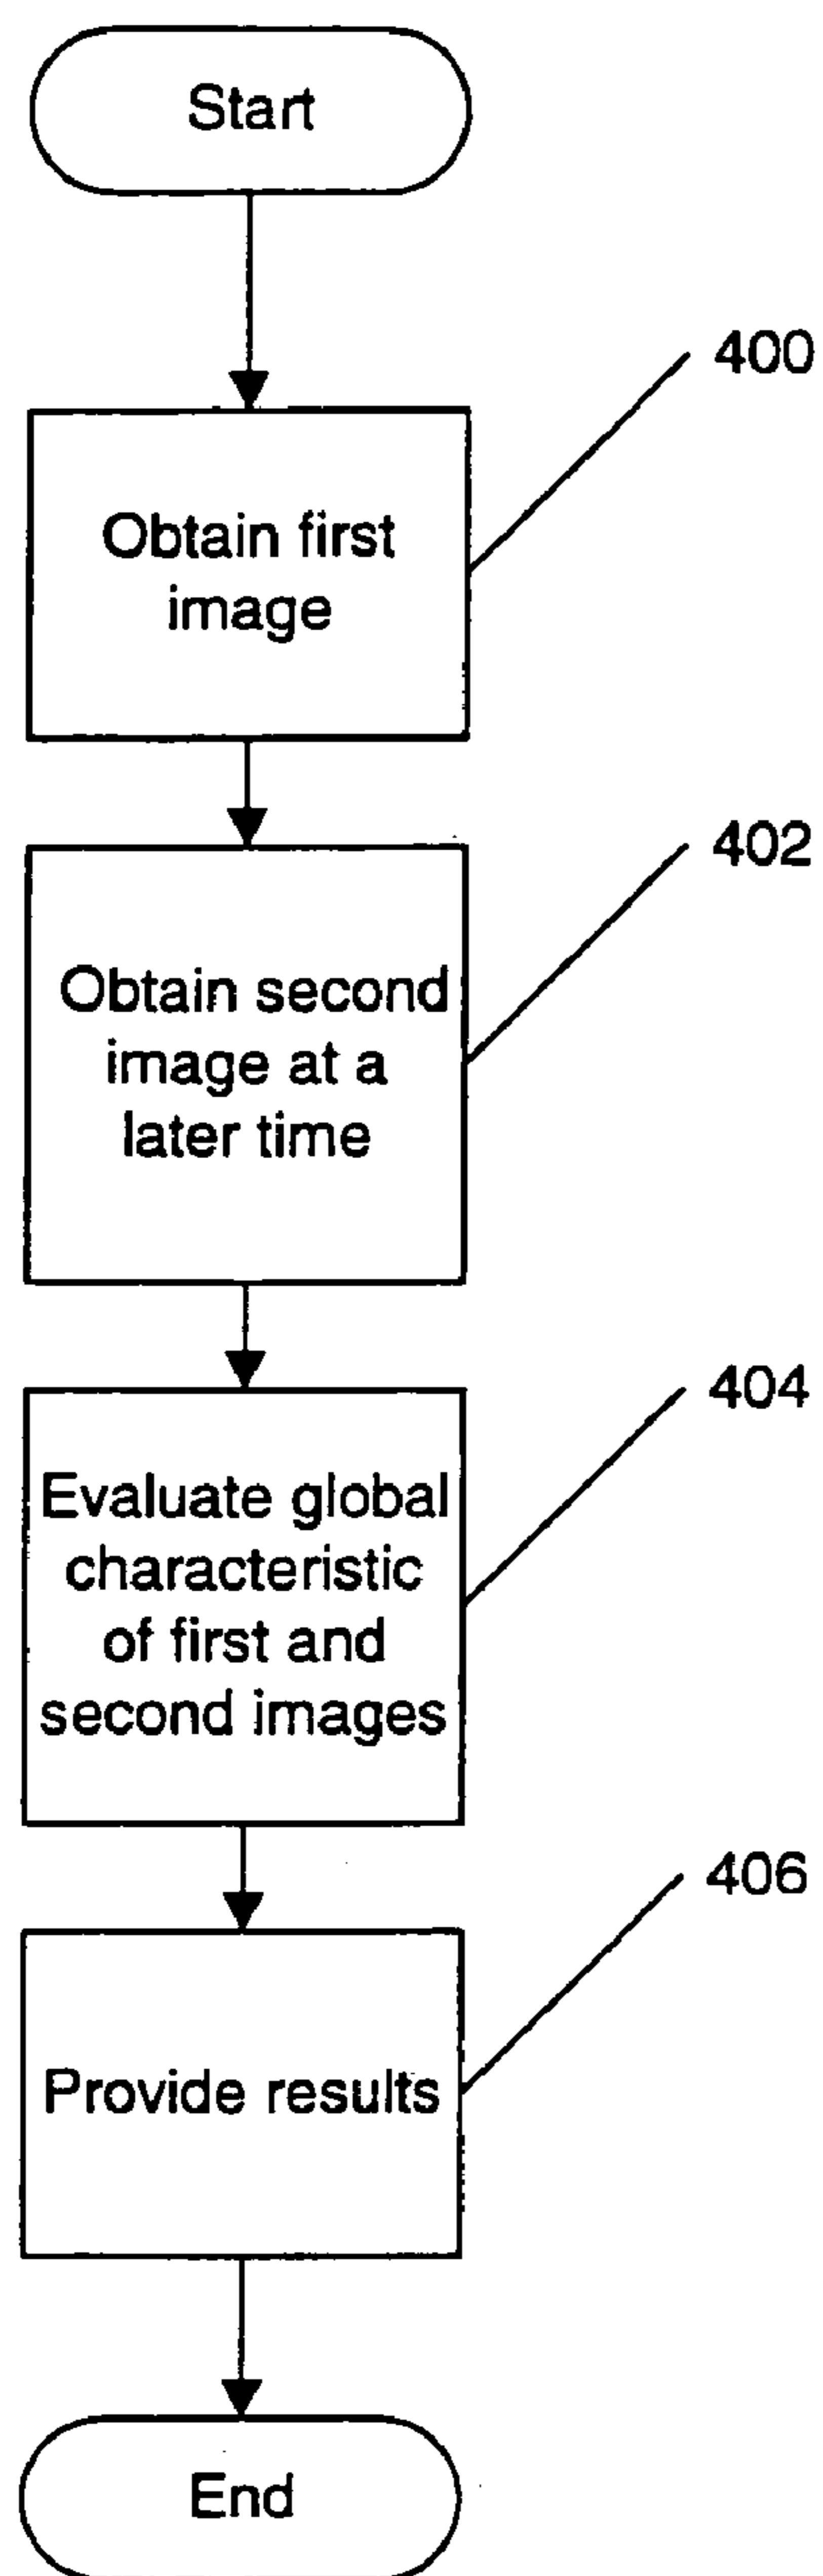 Start
400
Obtain first
image
402
Obtain second
image at a
later time
404
Evaluate global
characteristic
of first and
second images
406
Provide results
End